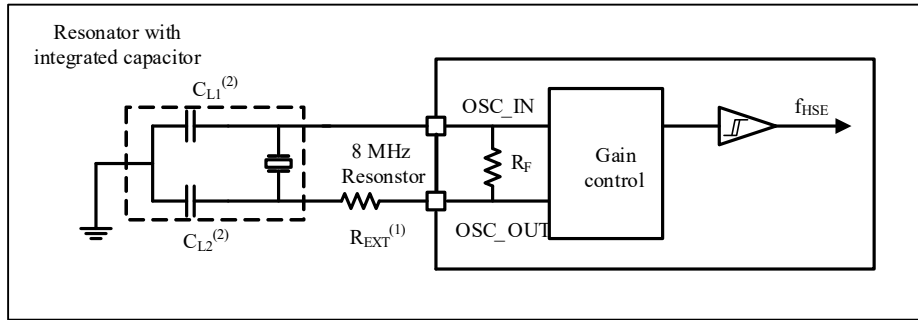 Resonator with
integrated capacitor
C_L1^(2)
OSC_IN
f_HSE
8 MHz
Resonstor
R_F
Gain
control
C_L2^(2)
R_EXT^(1)
OSC_OUT